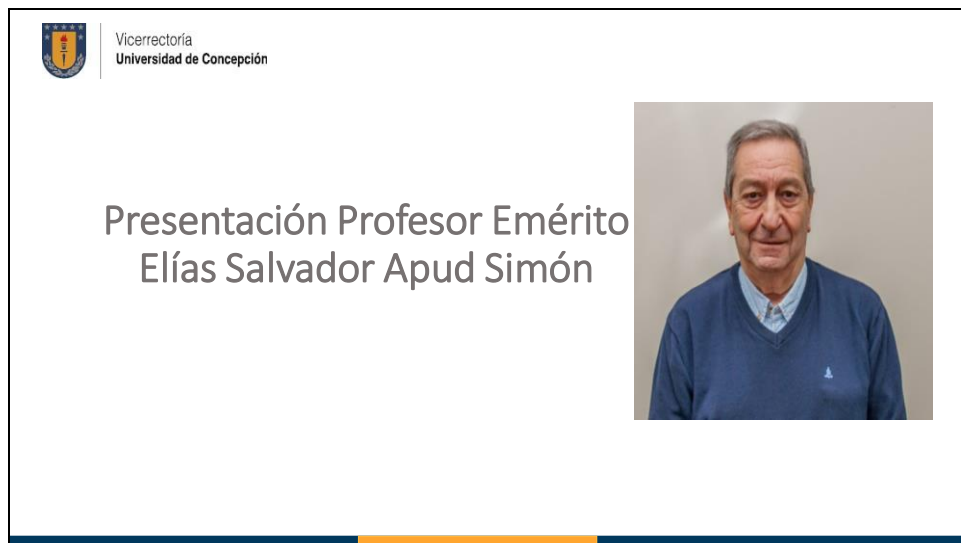 Vicerrectoría
Universidad de Concepción
Presentación Profesor Emérito
Elías Salvador Apud Simón